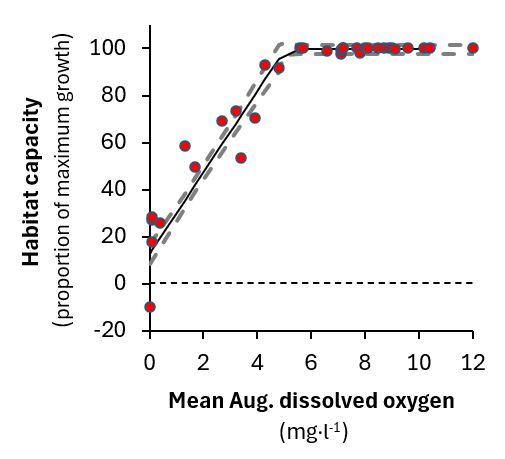 Habitat capacity
(proportion of maximum growth)
100
80
60
40
20
0
-20
0 2 4 6 8 10 12
Mean Aug. dissolved oxygen
(mg·l⁻¹)